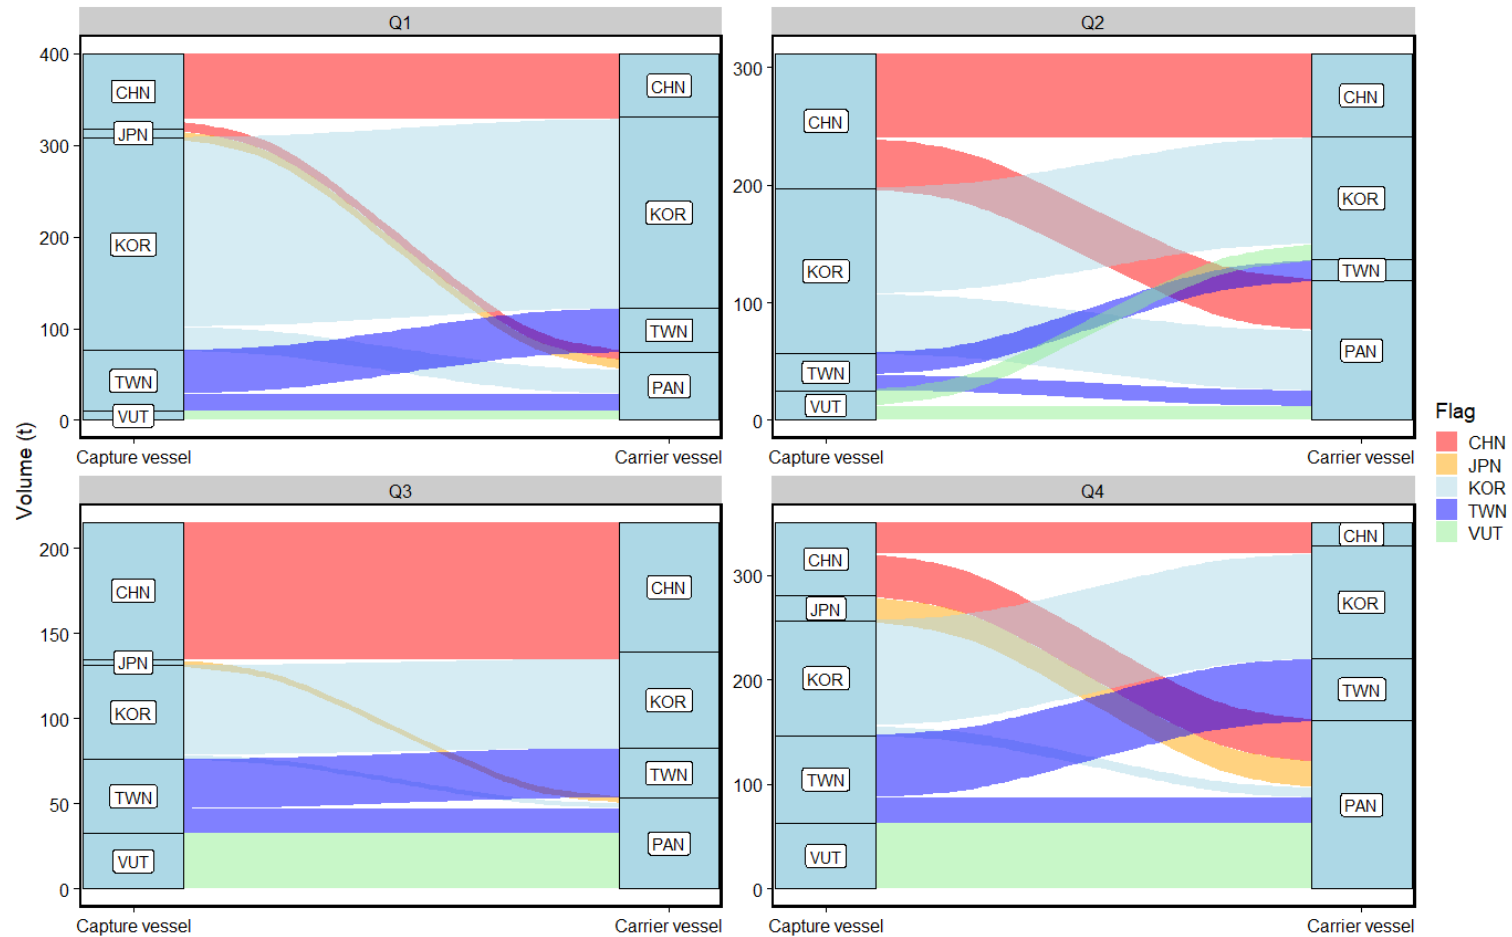 Q1
400
300
200
100
0
CHN
JPN
KOR
TWN
VUT
CHN
KOR
TWN
PAN
Capture vessel
Carrier vessel
Q2
300
200
100
0
CHN
KOR
TWN
VUT
CHN
KOR
TWN
PAN
Capture vessel
Carrier vessel
Volume (t)
Q3
200
150
100
50
0
CHN
JPN
KOR
TWN
VUT
CHN
KOR
TWN
PAN
Capture vessel
Carrier vessel
Q4
300
200
100
0
CHN
JPN
KOR
TWN
VUT
CHN
KOR
TWN
PAN
Capture vessel
Carrier vessel
Flag
CHN
JPN
KOR
TWN
VUT